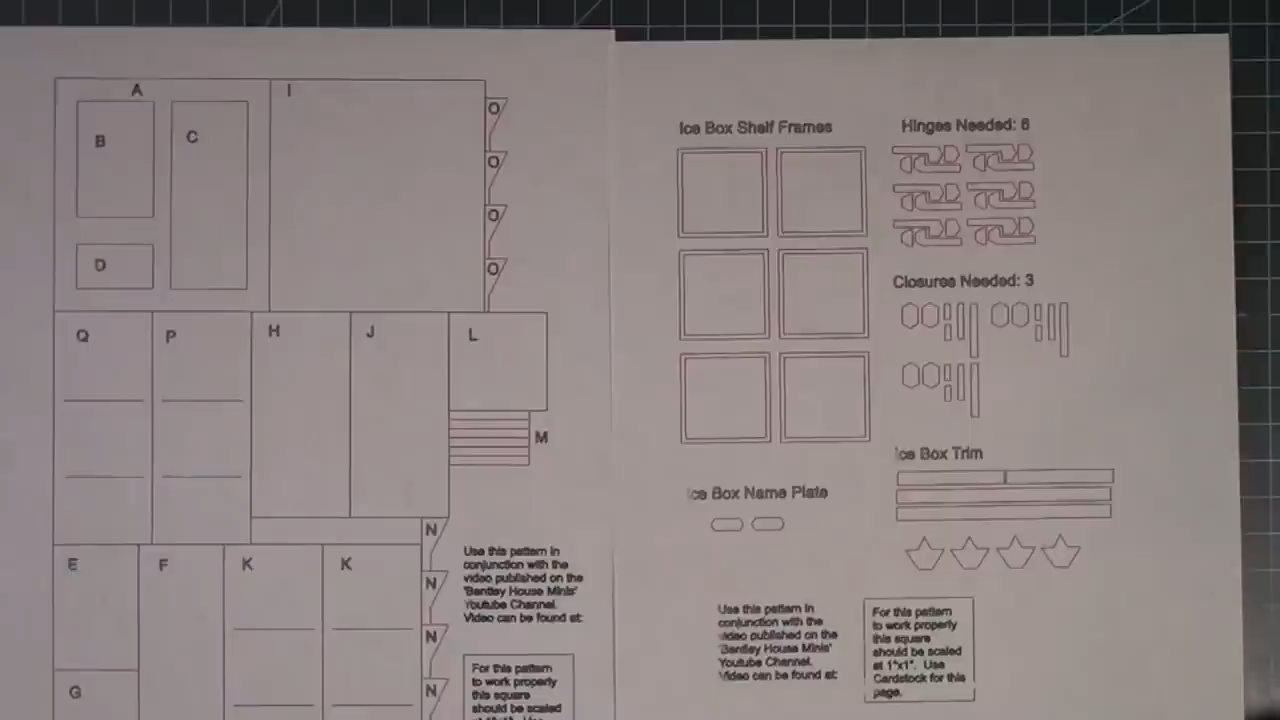 A
I
B
C
D
O
O
O
O
Q
P
H
J
L
M
E
F
K
K
G
N
N
N
N
Use this pattern in
conjunction with the
video published on the
'Bentley House Minis'
Youtube Channel.
Video can be found at:
For this pattern
to work properly
this square
should be scaled
Ice Box Shelf Frames
Hinges Needed: 6
Closures Needed: 3
Ice Box Trim
Ice Box Name Plate
Use this pattern in
conjunction with the
video published on the
'Bentley House Minis'
Youtube Channel.
Video can be found at:
For this pattern
to work properly
this square
should be scaled
at 1"x1". Use
Cardstock for this
page.